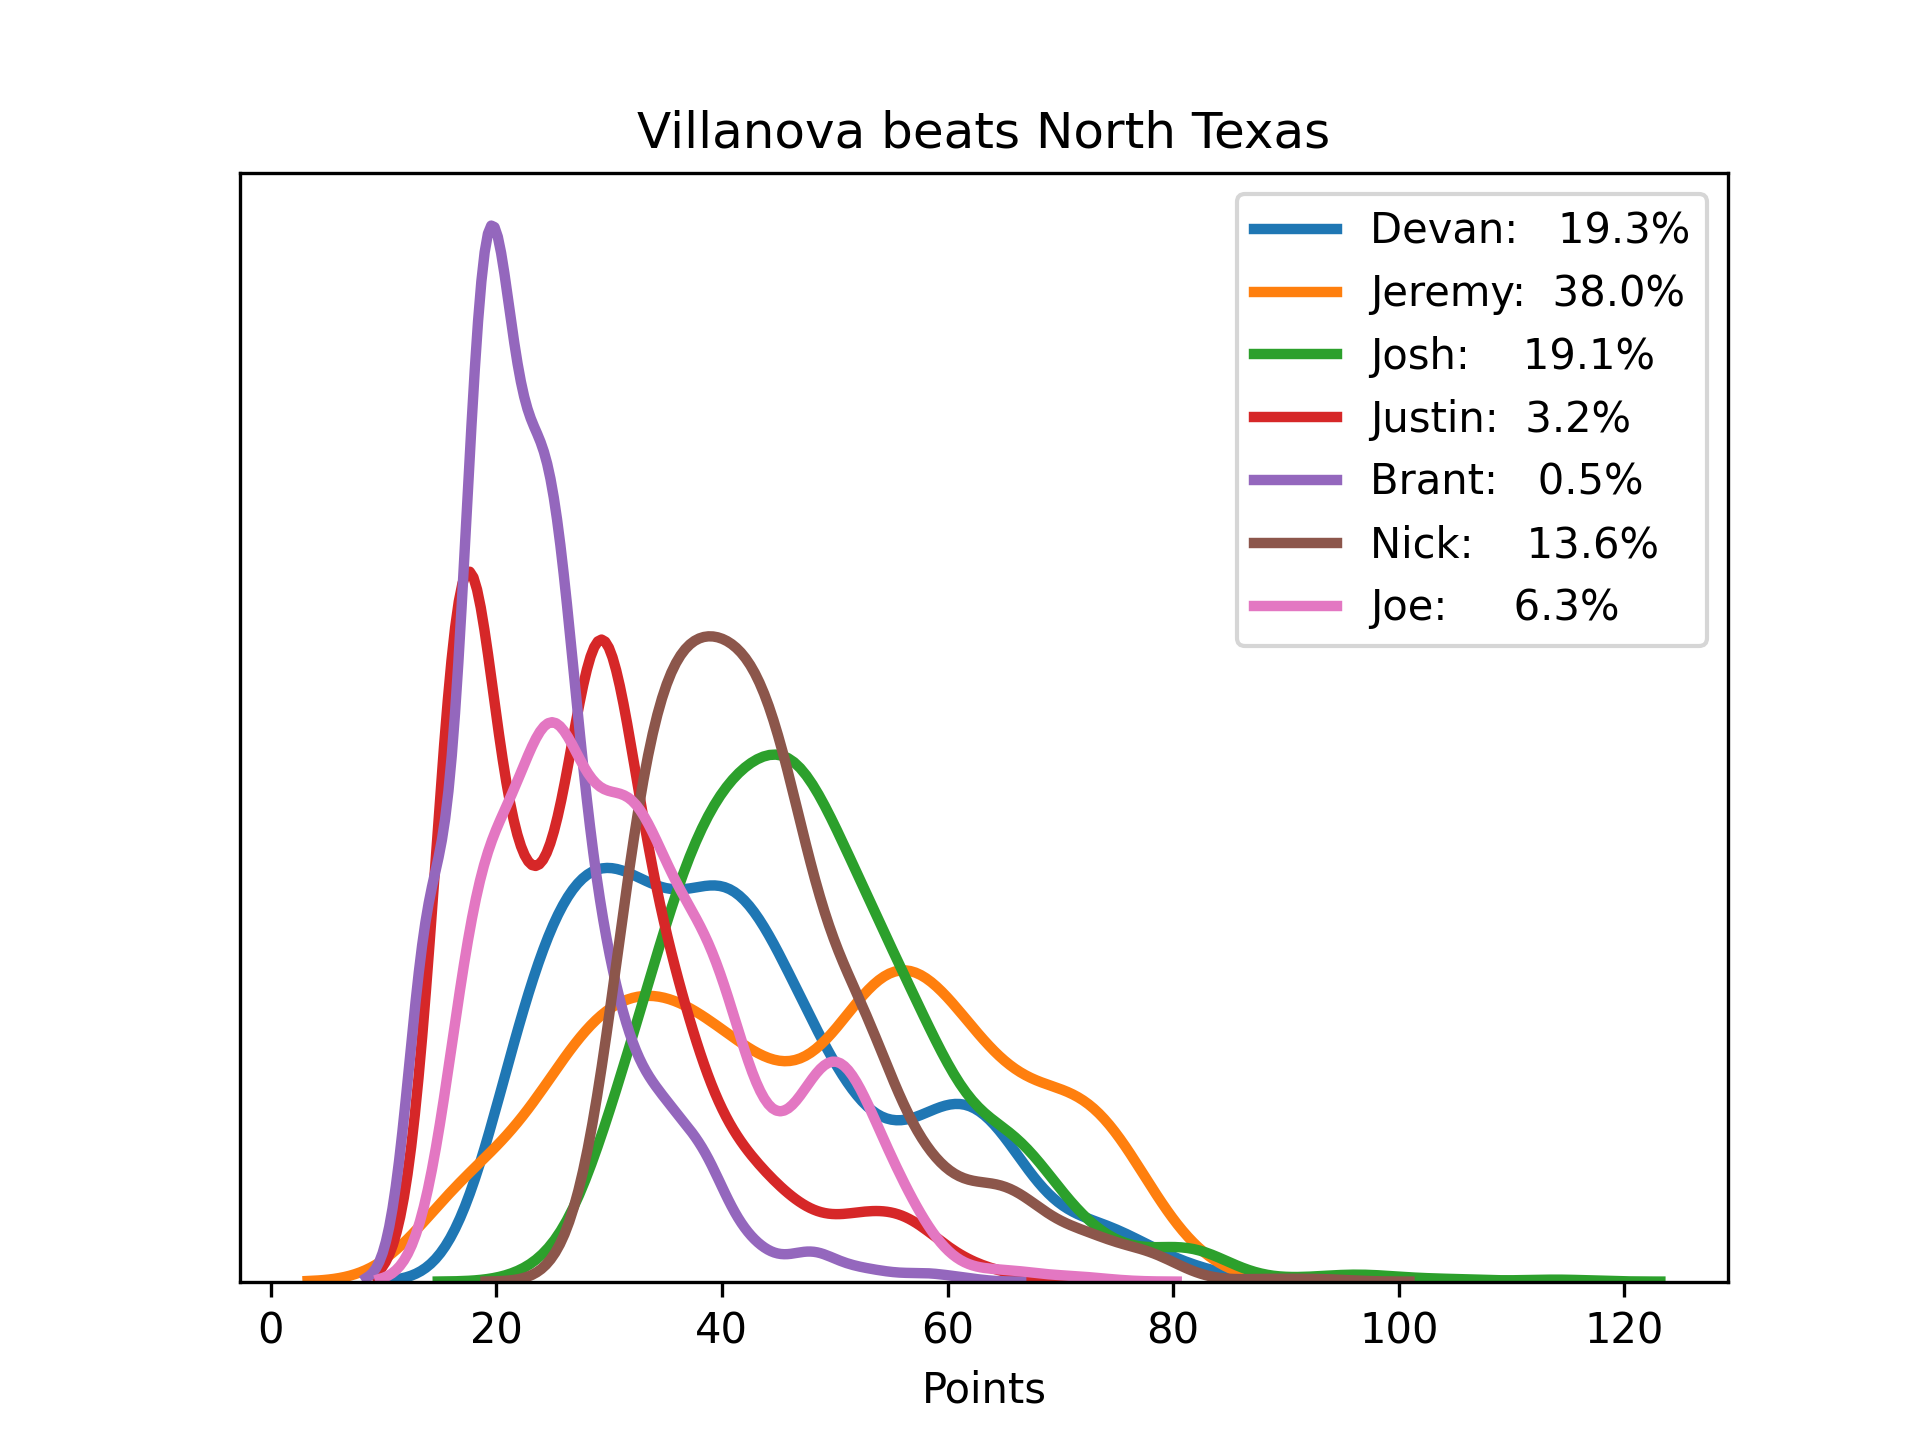 Villanova beats North Texas
Devan: 19.3%
Jeremy: 38.0%
Josh: 19.1%
Justin: 3.2%
Brant: 0.5%
Nick: 13.6%
Joe: 6.3%
0 20 40 60 80 100 120
Points